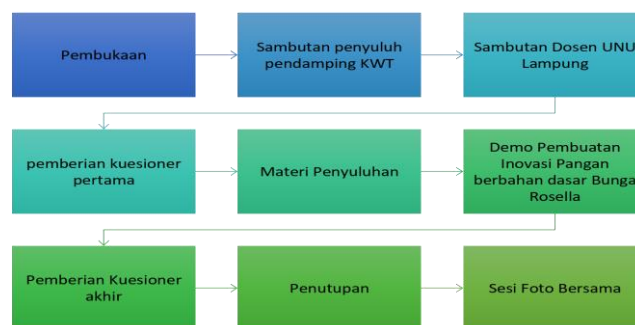 Pembukaan
Sambutan penyuluh
pendamping KWT
Sambutan Dosen UNU
Lampung
pemberian kuesioner
pertama
Materi Penyuluhan
Demo Pembuatan
Inovasi Pangan
berbahan dasar Bunga
Rosella
Pemberian Kuesioner
akhir
Penutupan
Sesi Foto Bersama